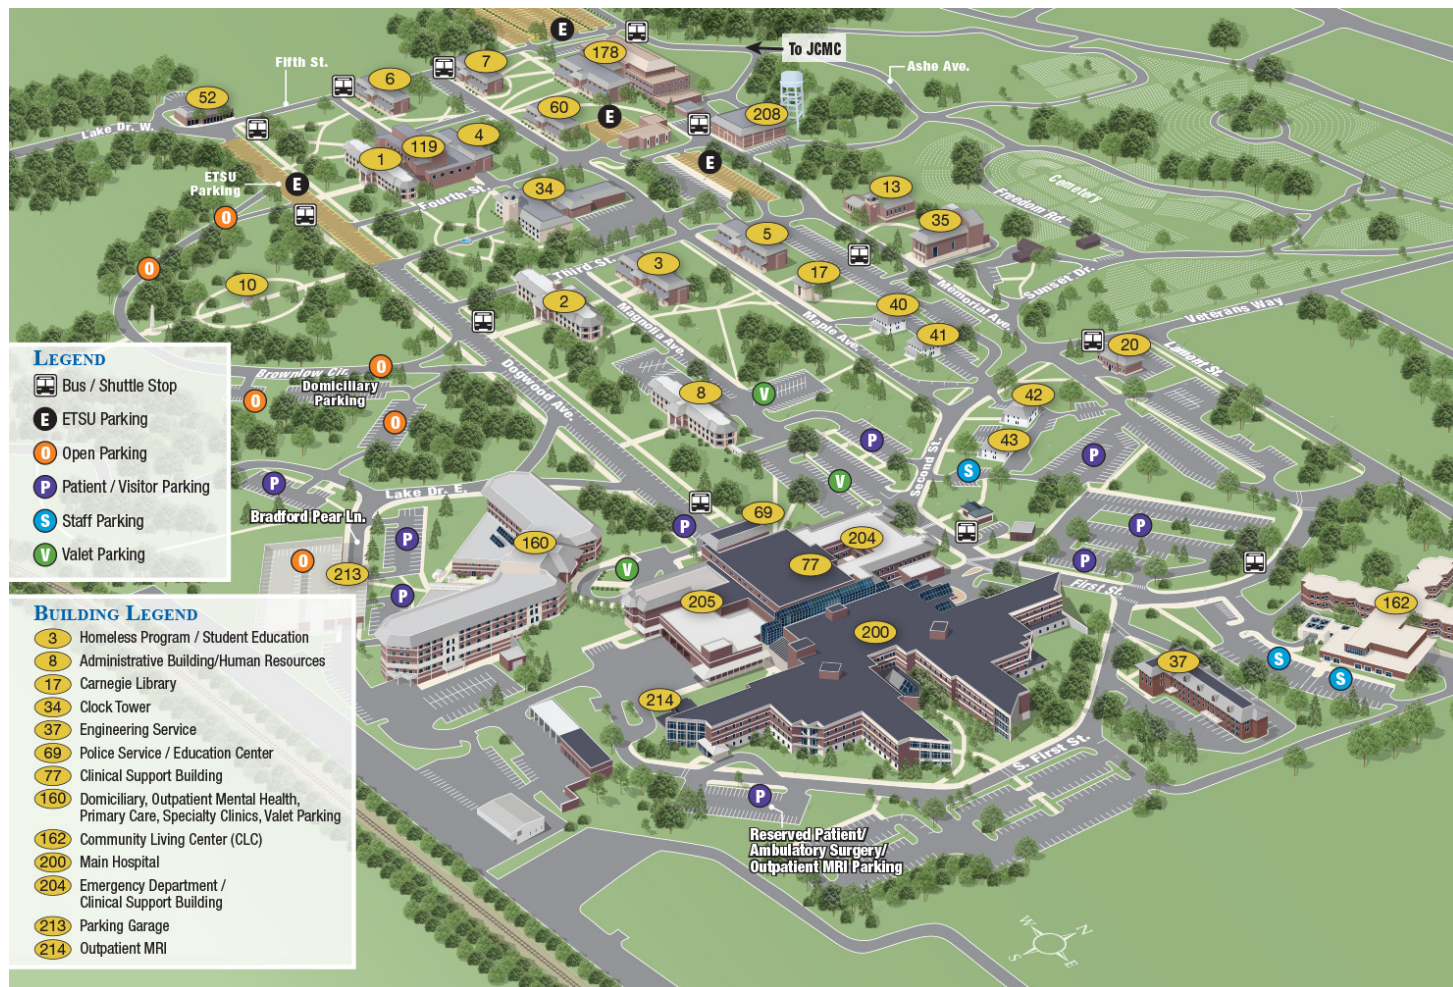 E
178
To JCMC
7
Fifth St.
Ashe Ave.
6
52
60
E
208
Lake Dr. W.
4
119
1
E
ETSU
Parking
E
Fourth St.
34
13
Cemetery
Freedom Rd.
O
35
5
O
Third St.
3
17
Sunset Dr.
10
2
Memorial Ave.
Veterans Way
40
Magnolia Ave.
Maple Ave.
41
20
Lamont St.
LEGEND
Bus / Shuttle Stop
E ETSU Parking
O Open Parking
P Patient / Visitor Parking
S Staff Parking
V Valet Parking
Brownlow Cir.
O
Domiciliary
Parking
O
O
Dogwood Ave.
8
V
42
P
43
P
Second St.
S
P
Lake Dr. E.
V
Bradford Pear Ln.
69
P
P
P
160
204
O
213
V
77
P
First St.
P
205
162
200
37
S
S
214
S. First St.
P
Reserved Patient/
Ambulatory Surgery/
Outpatient MRI Parking
BUILDING LEGEND
3 Homeless Program / Student Education
8 Administrative Building/Human Resources
17 Carnegie Library
34 Clock Tower
37 Engineering Service
69 Police Service / Education Center
77 Clinical Support Building
160 Domiciliary, Outpatient Mental Health,
Primary Care, Specialty Clinics, Valet Parking
162 Community Living Center (CLC)
200 Main Hospital
204 Emergency Department /
Clinical Support Building
213 Parking Garage
214 Outpatient MRI
W
N
S
E